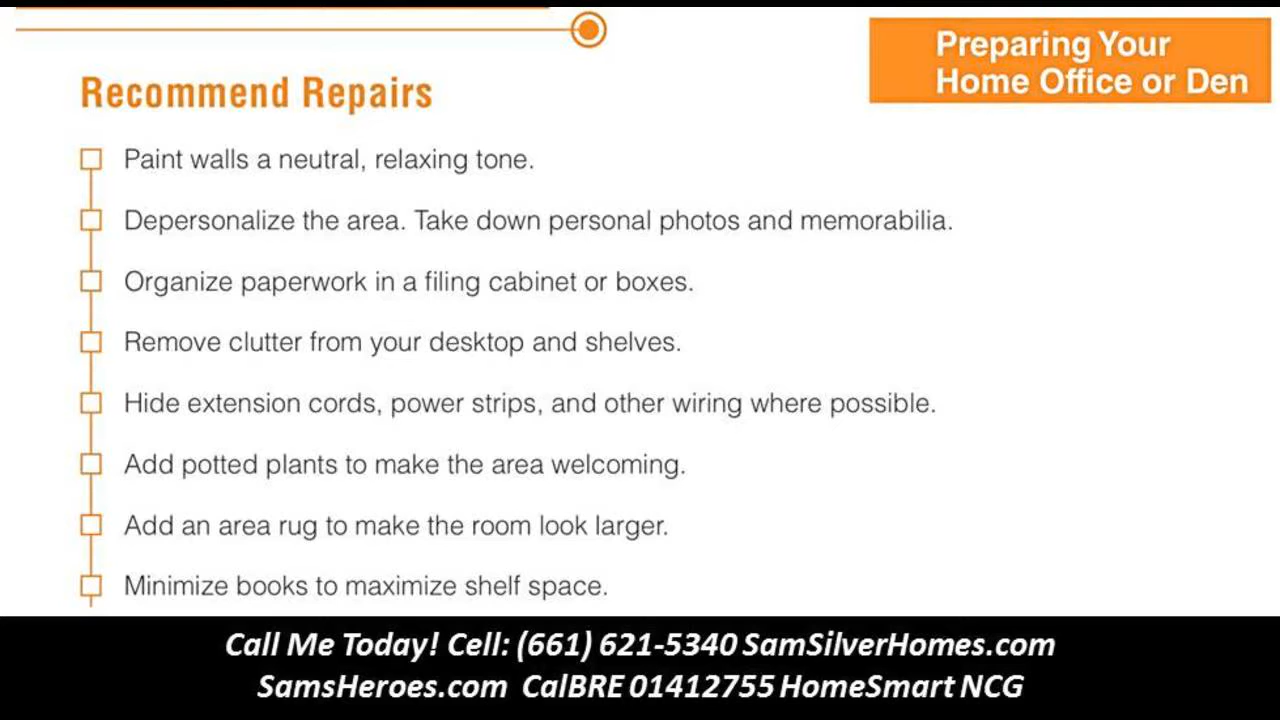 Preparing Your
Home Office or Den
Recommend Repairs
Paint walls a neutral, relaxing tone.
Depersonalize the area. Take down personal photos and memorabilia.
Organize paperwork in a filing cabinet or boxes.
Remove clutter from your desktop and shelves.
Hide extension cords, power strips, and other wiring where possible.
Add potted plants to make the area welcoming.
Add an area rug to make the room look larger.
Minimize books to maximize shelf space.
Call Me Today! Cell: (661) 621-5340 SamSilverHomes.com
SamsHeroes.com CalBRE 01412755 HomeSmart NCG